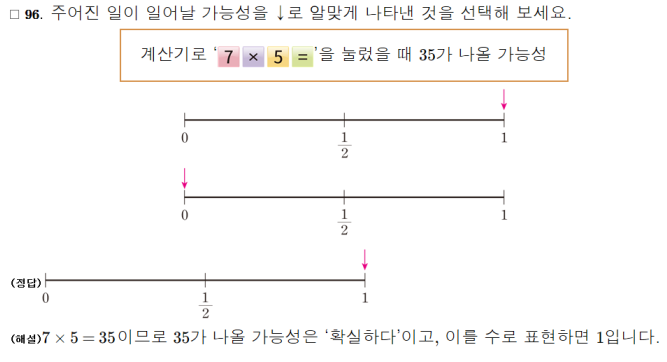 □ 96. 주어진 일이 일어날 가능성을 ↓로 알맞게 나타낸 것을 선택해 보세요.
계산기로 ‘7 × 5 =’을 눌렀을 때 35가 나올 가능성
0 1/2 1
0 1/2 1
(정답)
0 1/2 1
(해설)7 × 5 = 35이므로 35가 나올 가능성은 ‘확실하다’이고, 이를 수로 표현하면 1입니다.